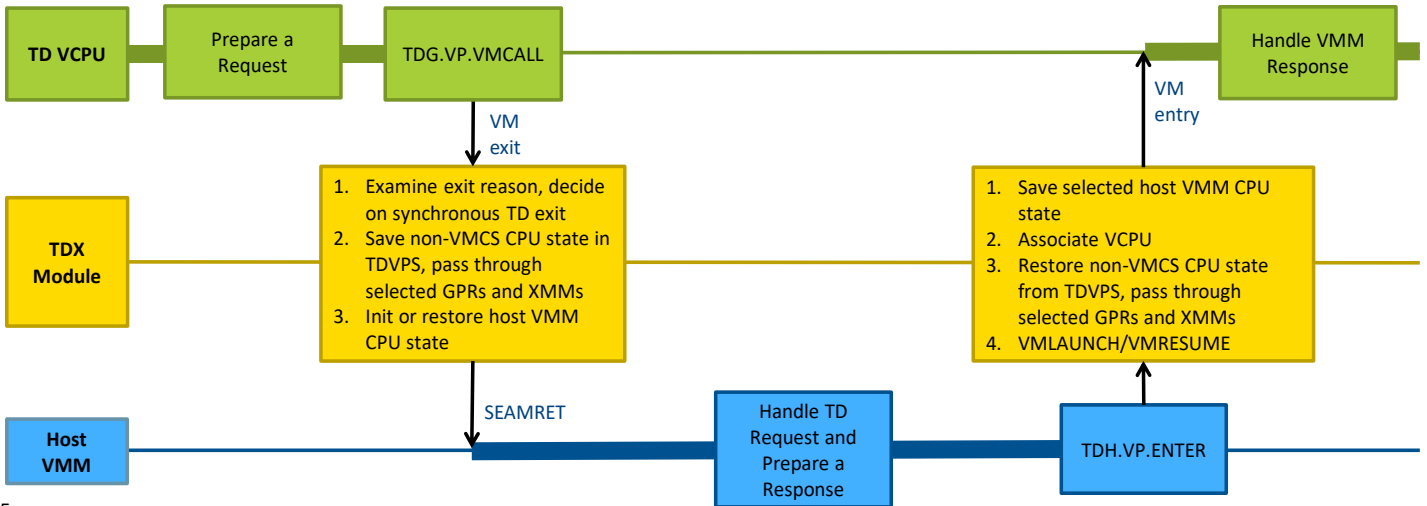 TD VCPU
Prepare a
Request
TDG.VP.VMCALL
Handle VMM
Response
VM
exit
VM
entry
TDX
Module
1. Examine exit reason, decide
on synchronous TD exit
2. Save non-VMCS CPU state in
TDVPS, pass through
selected GPRs and XMMs
3. Init or restore host VMM
CPU state
1. Save selected host VMM CPU
state
2. Associate VCPU
3. Restore non-VMCS CPU state
from TDVPS, pass through
selected GPRs and XMMs
4. VMLAUNCH/VMRESUME
SEAMRET
Host
VMM
Handle TD
Request and
Prepare a
Response
TDH.VP.ENTER